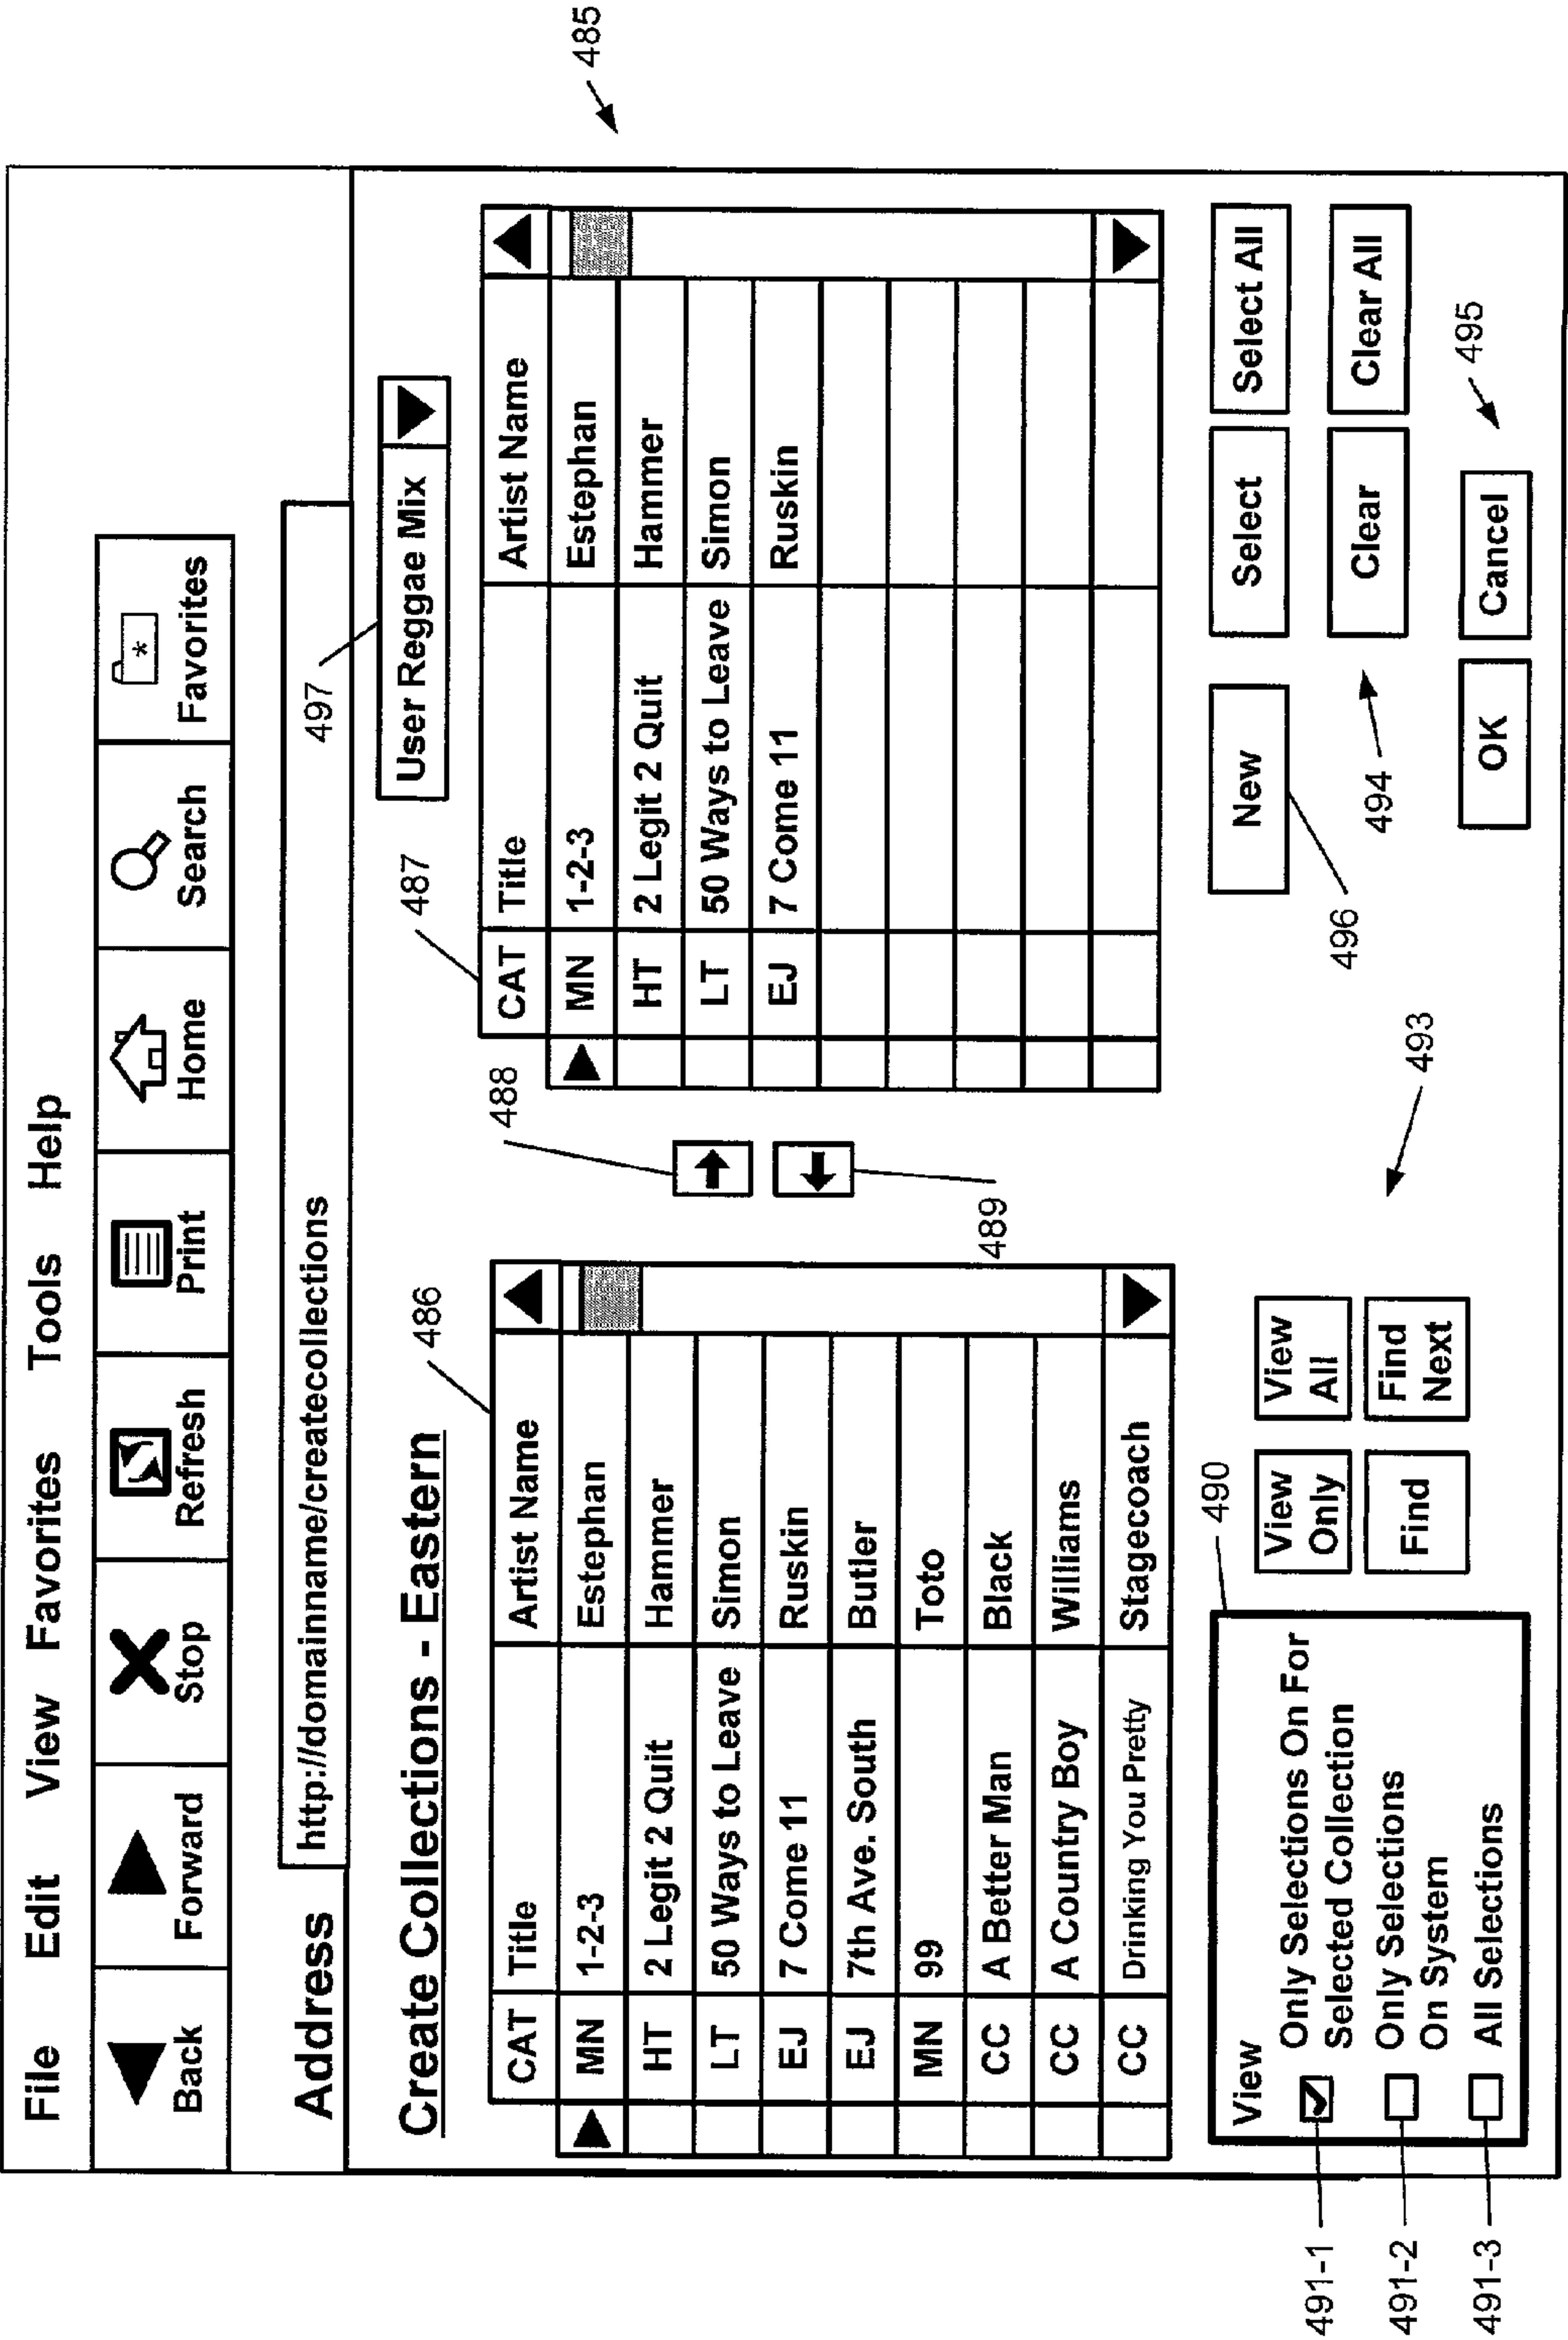 File Edit View Favorites Tools Help
Back Forward Stop Refresh Print Home Search * Favorites
Address http://domainname/createcollections
497
485
Create Collections - Eastern
User Reggae Mix
486
487
CAT Title Artist Name
MN 1-2-3 Estephan
HT 2 Legit 2 Quit Hammer
LT 50 Ways to Leave Simon
EJ 7 Come 11 Ruskin
EJ 7th Ave. South Butler
MN 99 Toto
CC A Better Man Black
CC A Country Boy Williams
CC Drinking You Pretty Stagecoach
488
489
CAT Title Artist Name
MN 1-2-3 Estephan
HT 2 Legit 2 Quit Hammer
LT 50 Ways to Leave Simon
EJ 7 Come 11 Ruskin
490
View
491-1 Only Selections On For
Selected Collection
491-2 Only Selections
On System
491-3 All Selections
View
Only
View
All
Find
Find
Next
493
New
496
Select
Select All
Clear
Clear All
494
OK
Cancel
495